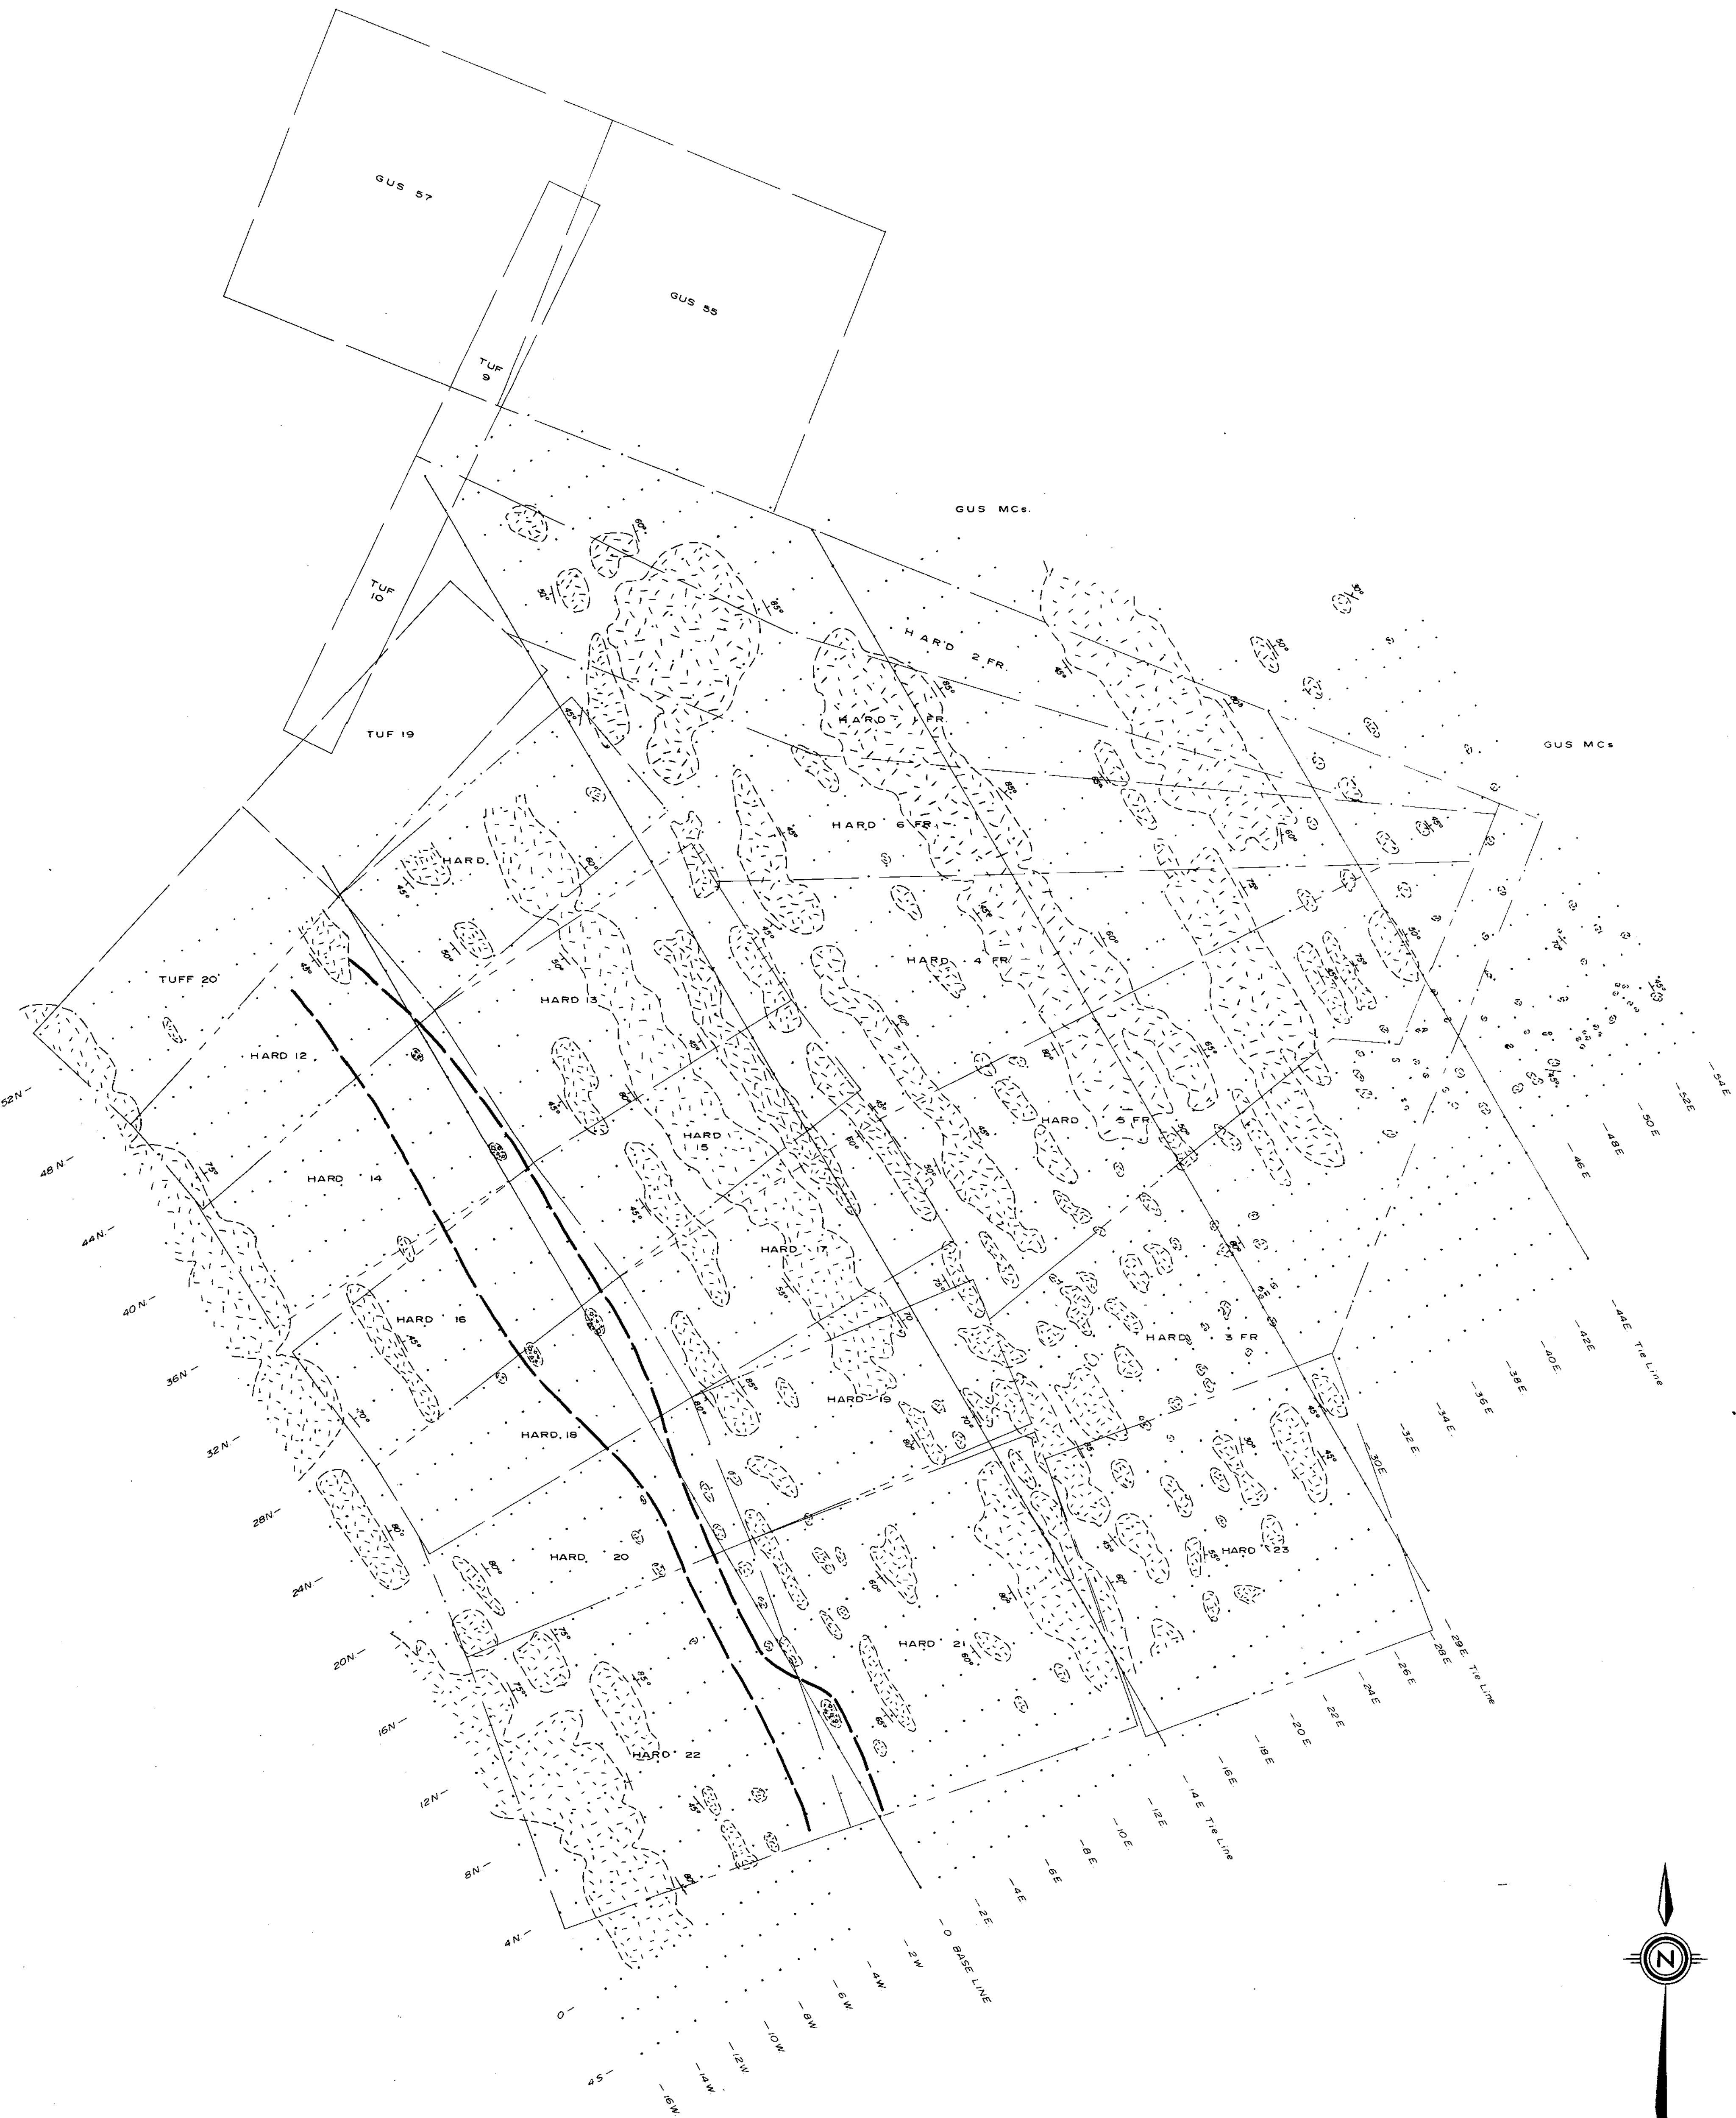 GUS 57
GUS 55
TUF
9
GUS MCs.
TUF
10
HARD 2 FR.
HARD 1 FR.
TUF 19
GUS MCs
HARD 6 FR.
HARD
HARD 4 FR
TUFF 20
HARD 13
HARD 12
HARD 5 FR
HARD
15
HARD 14
HARD 17
HARD 16
HARD 3 FR
HARD 19
HARD 18
HARD 20
HARD 23
HARD 21
HARD 22
52N
48N
44N
40N
36N
32N
28N
24N
20N
16N
12N
8N
4N
0
4S
16W
14W
12W
10W
8W
6W
4W
2W
0 BASE LINE
2E
4E
6E
8E
10E
12E
14E Tie Line
16E
18E
20E
22E
24E
26E
28E
29E Tie Line
30E
32E
34E
36E
38E
40E
42E
44E Tie Line
46E
48E
50E
52E
54E
N